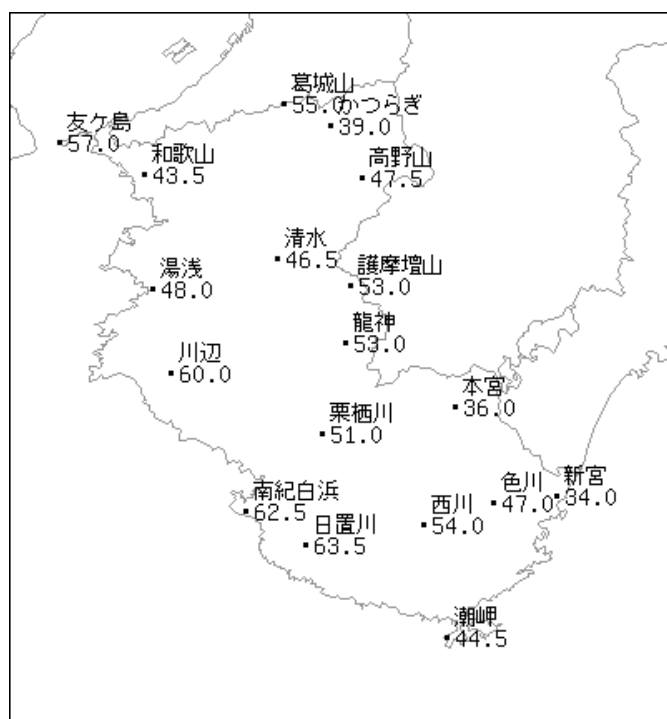 葛城山
55.0
かつらぎ
39.0
友ケ島
57.0
和歌山
43.5
高野山
47.5
清水
46.5
護摩壇山
53.0
湯浅
48.0
龍神
53.0
川辺
60.0
本宮
36.0
栗栖川
51.0
新宮
34.0
色川
47.0
南紀白浜
62.5
西川
54.0
日置川
63.5
潮岬
44.5